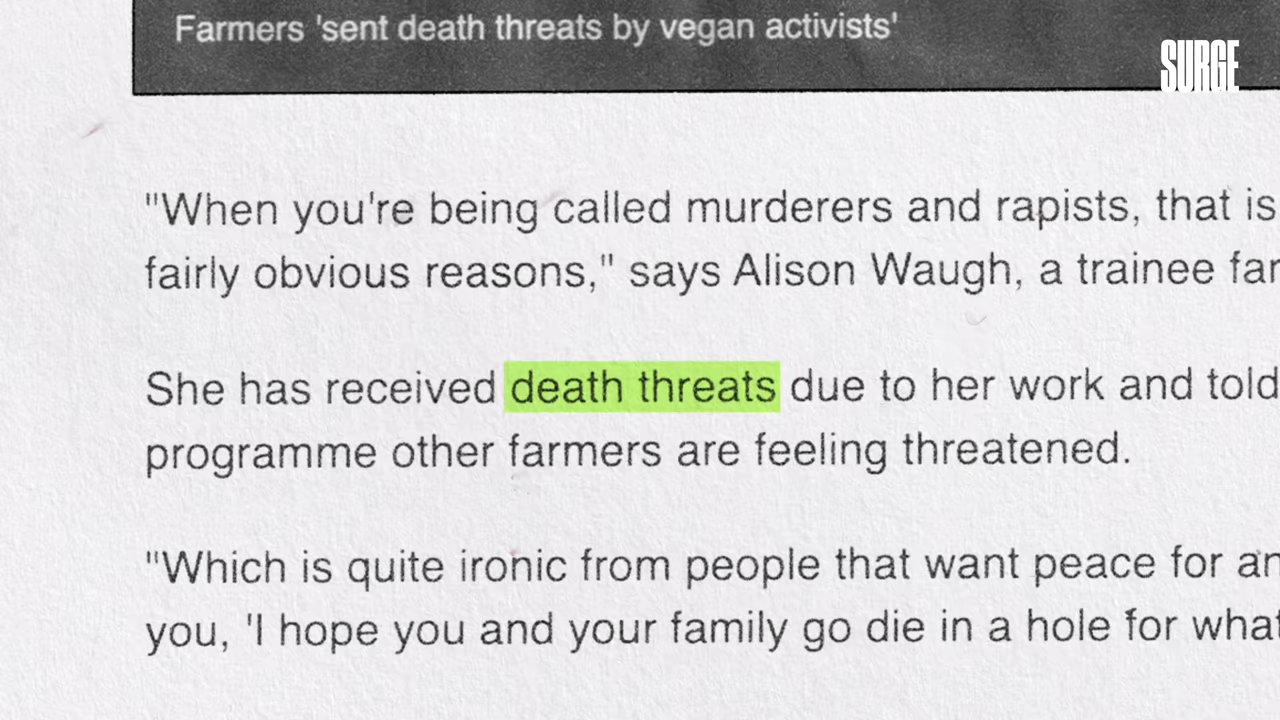 Farmers 'sent death threats by vegan activists'
SURGE
"When you're being called murderers and rapists, that is
fairly obvious reasons," says Alison Waugh, a trainee far
She has received death threats due to her work and told
programme other farmers are feeling threatened.
"Which is quite ironic from people that want peace for an
you, 'I hope you and your family go die in a hole for what